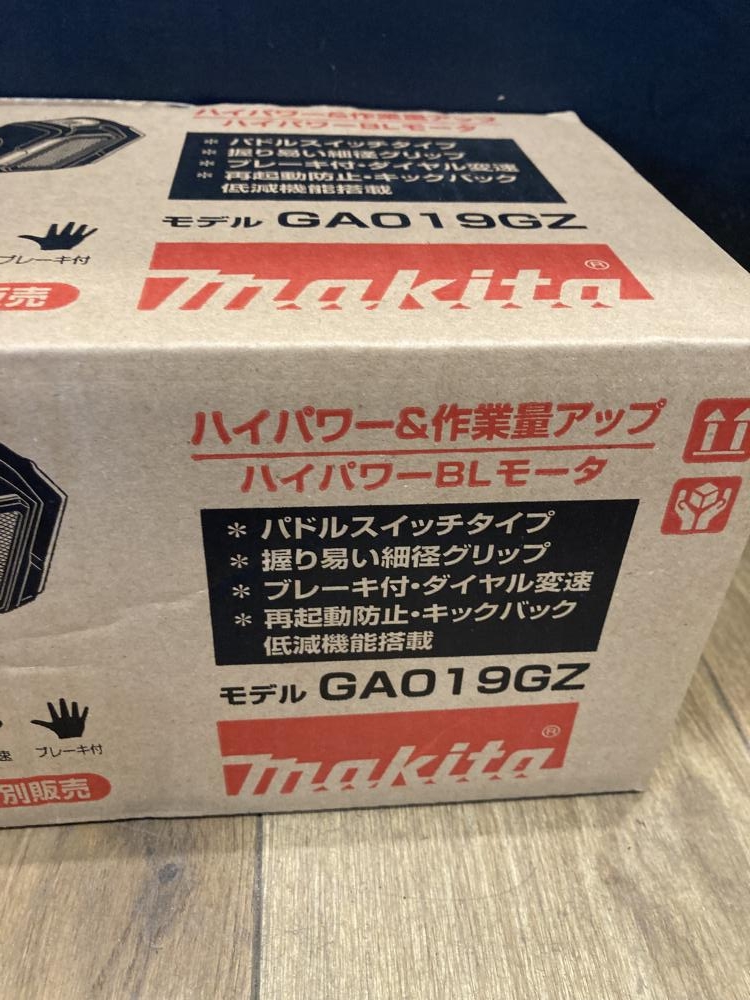 ハイパワー&作業量アップ
ハイパワーBLモータ
＊ パドルスイッチタイプ
＊ 握り易い細径グリップ
＊ ブレーキ付・ダイヤル変速
＊ 再起動防止・キックバック
低減機能搭載
モデル GA019GZ
ブレーキ付
販売
makita®
ハイパワー&作業量アップ
ハイパワーBLモータ
＊ パドルスイッチタイプ
＊ 握り易い細径グリップ
＊ ブレーキ付・ダイヤル変速
＊ 再起動防止・キックバック
低減機能搭載
モデル GA019GZ
速 ブレーキ付
別販売
makita®